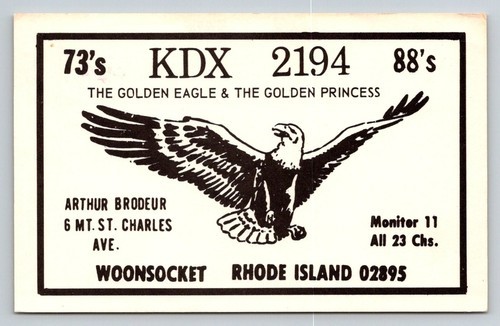 73's KDX 2194 88's
THE GOLDEN EAGLE & THE GOLDEN PRINCESS
ARTHUR BRODEUR
6 MT. ST. CHARLES
AVE.
Monitor 11
All 23 Chs.
WOONSOCKET RHODE ISLAND 02895